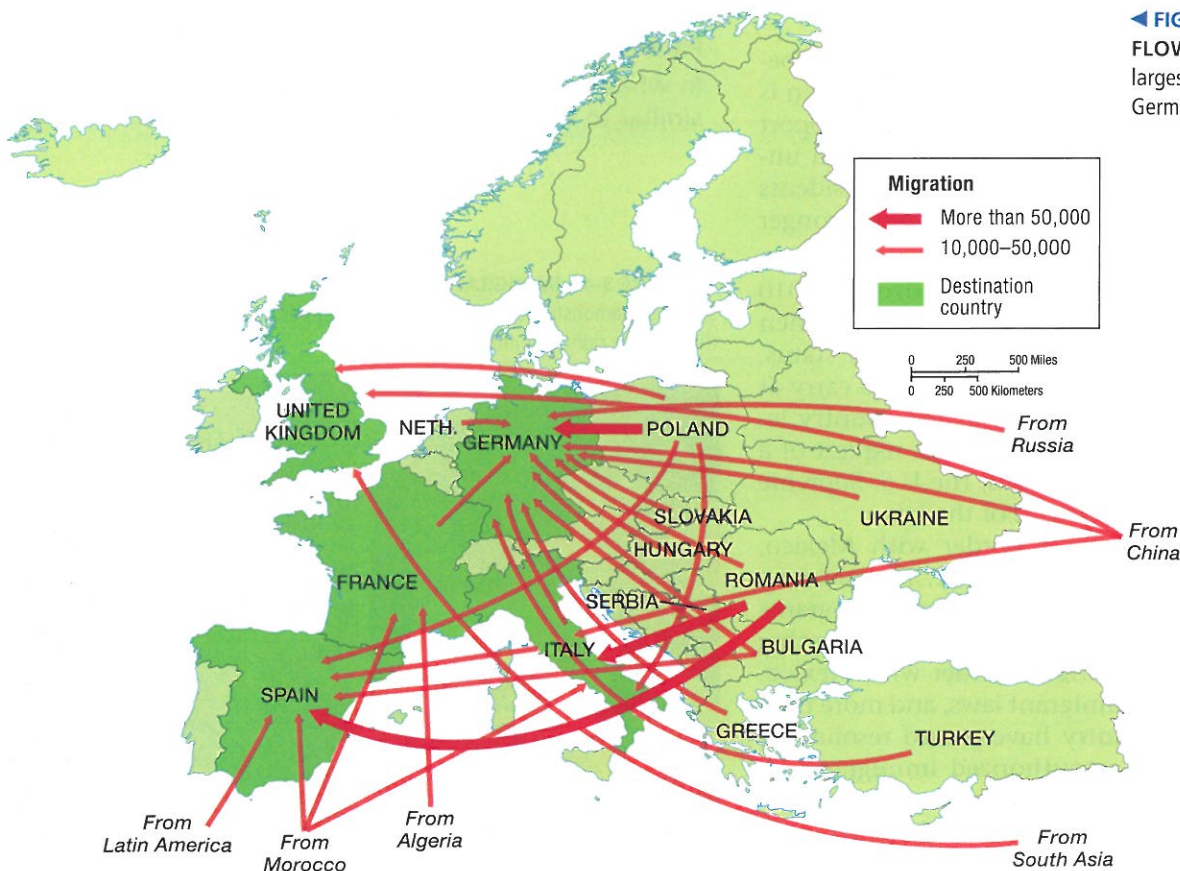 ◄ FIG
FLOW
larges
Germ
Migration
More than 50,000
10,000–50,000
Destination
country
0 250 500 Miles
0 250 500 Kilometers
UNITED
KINGDOM
NETH.
GERMANY
POLAND
From
Russia
SLOVAKIA
UKRAINE
HUNGARY
From
China
FRANCE
ROMANIA
SERBIA
ITALY
BULGARIA
SPAIN
GREECE
TURKEY
From
Latin America
From
Morocco
From
Algeria
From
South Asia